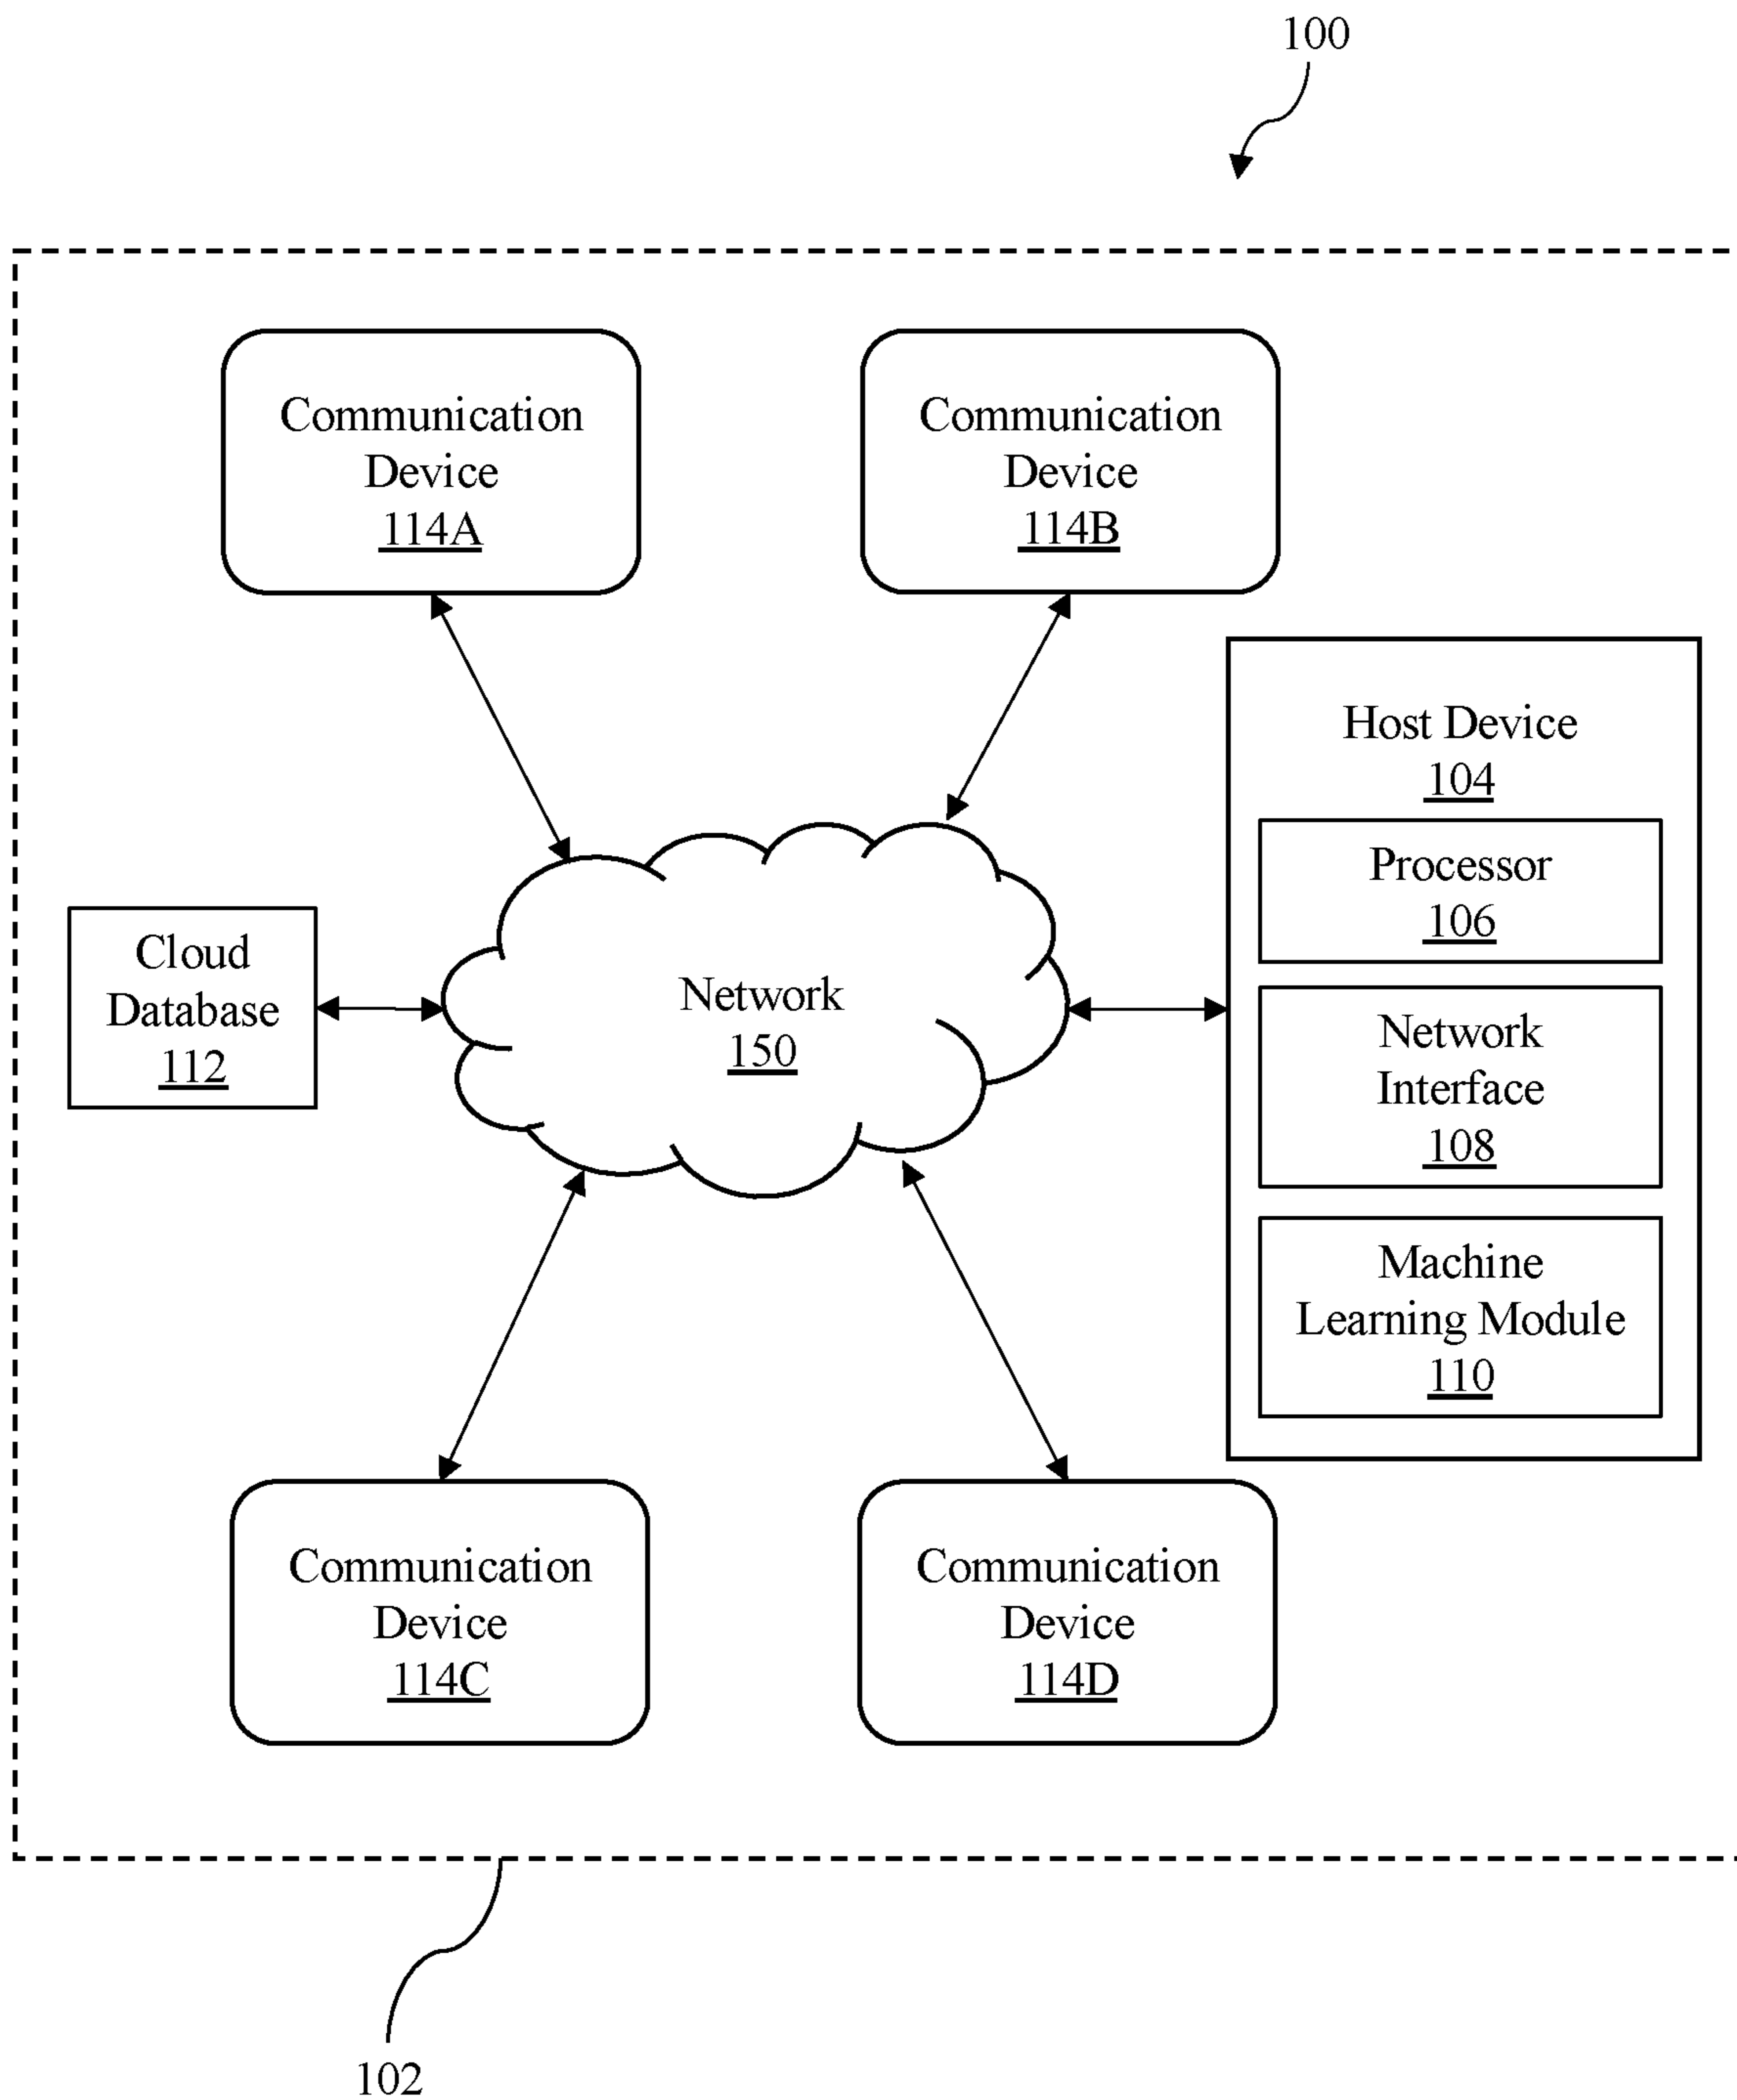 100
Communication
Device
114A
Communication
Device
114B
Host Device
104
Processor
106
Network
Interface
108
Machine
Learning Module
110
Cloud
Database
112
Network
150
Communication
Device
114C
Communication
Device
114D
102